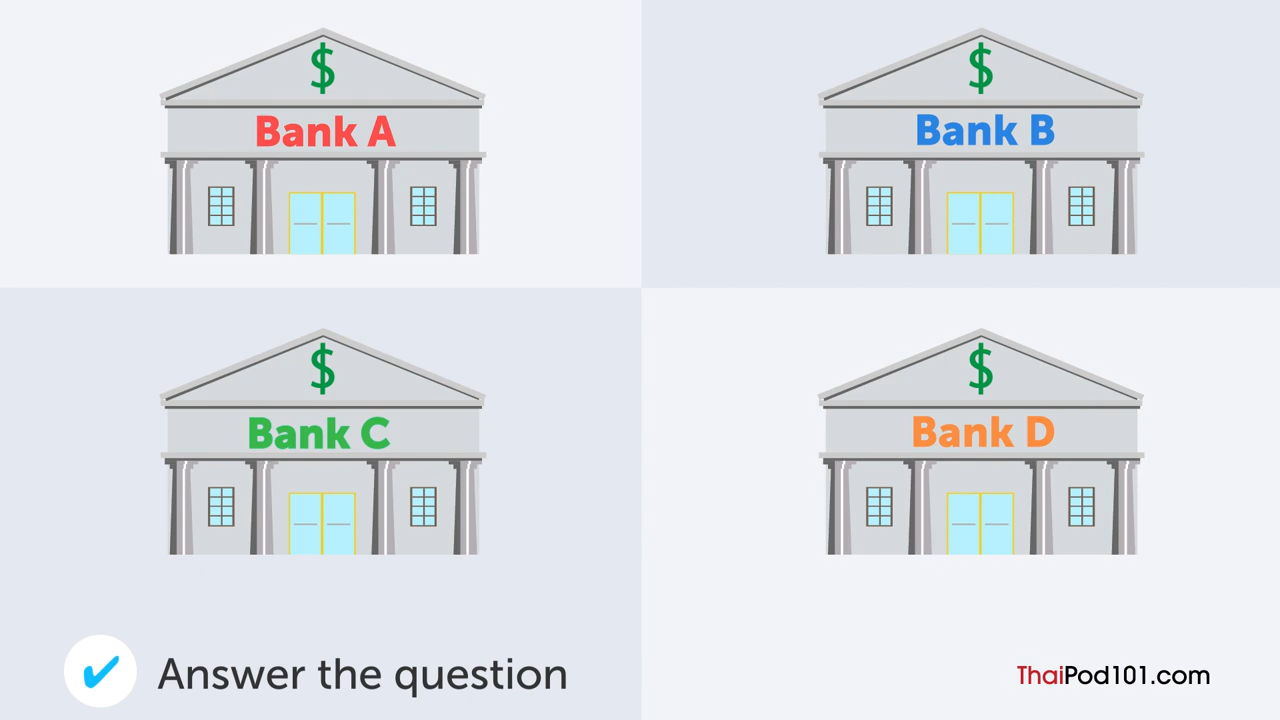 $
Bank A
$
Bank B
$
Bank C
$
Bank D
✔ Answer the question
ThaiPod101.com